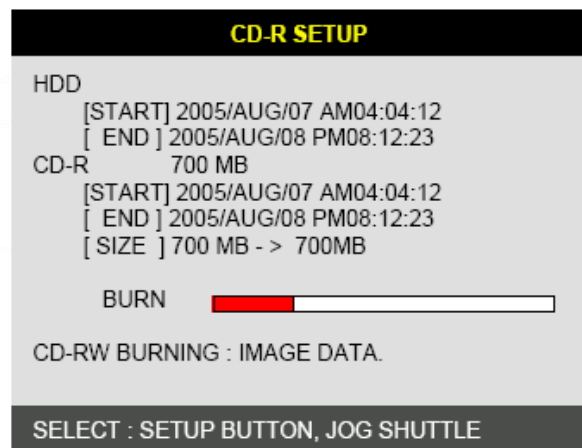 CD-R SETUP
HDD
[START] 2005/AUG/07 AM04:04:12
[ END ] 2005/AUG/08 PM08:12:23
CD-R 700 MB
[START] 2005/AUG/07 AM04:04:12
[ END ] 2005/AUG/08 PM08:12:23
[ SIZE ] 700 MB - > 700MB
BURN
CD-RW BURNING : IMAGE DATA.
SELECT : SETUP BUTTON, JOG SHUTTLE